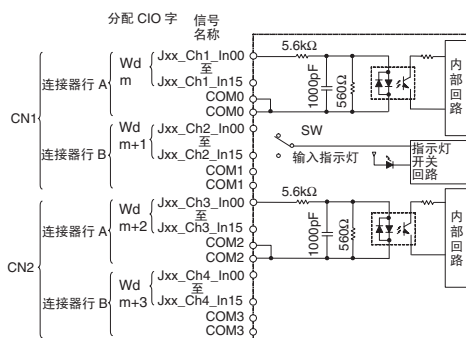 分配 CIO 字 信号名称
CN1
连接器行 A
Wd m
Jxx_Ch1_In00
至
Jxx_Ch1_In15
COM0
COM0
连接器行 B
Wd m+1
Jxx_Ch2_In00
至
Jxx_Ch2_In15
COM1
COM1
CN2
连接器行 A
Wd m+2
Jxx_Ch3_In00
至
Jxx_Ch3_In15
COM2
COM2
连接器行 B
Wd m+3
Jxx_Ch4_In00
至
Jxx_Ch4_In15
COM3
COM3
5.6kΩ
1000pF
560Ω
内部回路
SW
输入指示灯
指示灯
开关
回路
5.6kΩ
1000pF
560Ω
内部回路